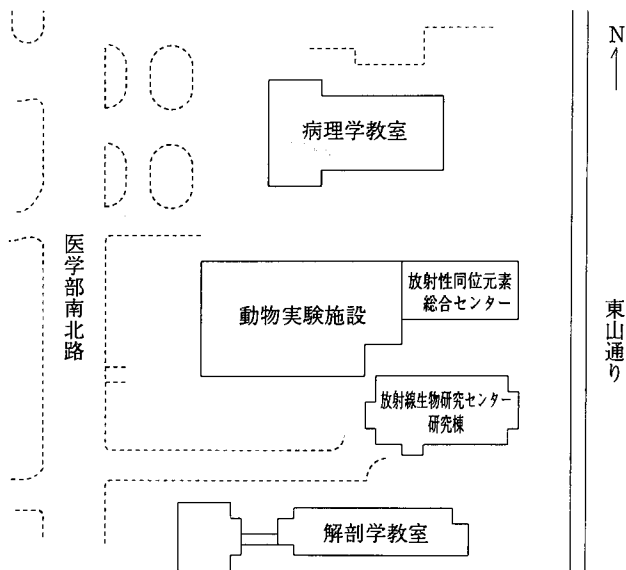 N
病理学教室
医学部南北路
動物実験施設
放射性同位元素
総合センター
東山通り
放射線生物研究センター
研究棟
解剖学教室